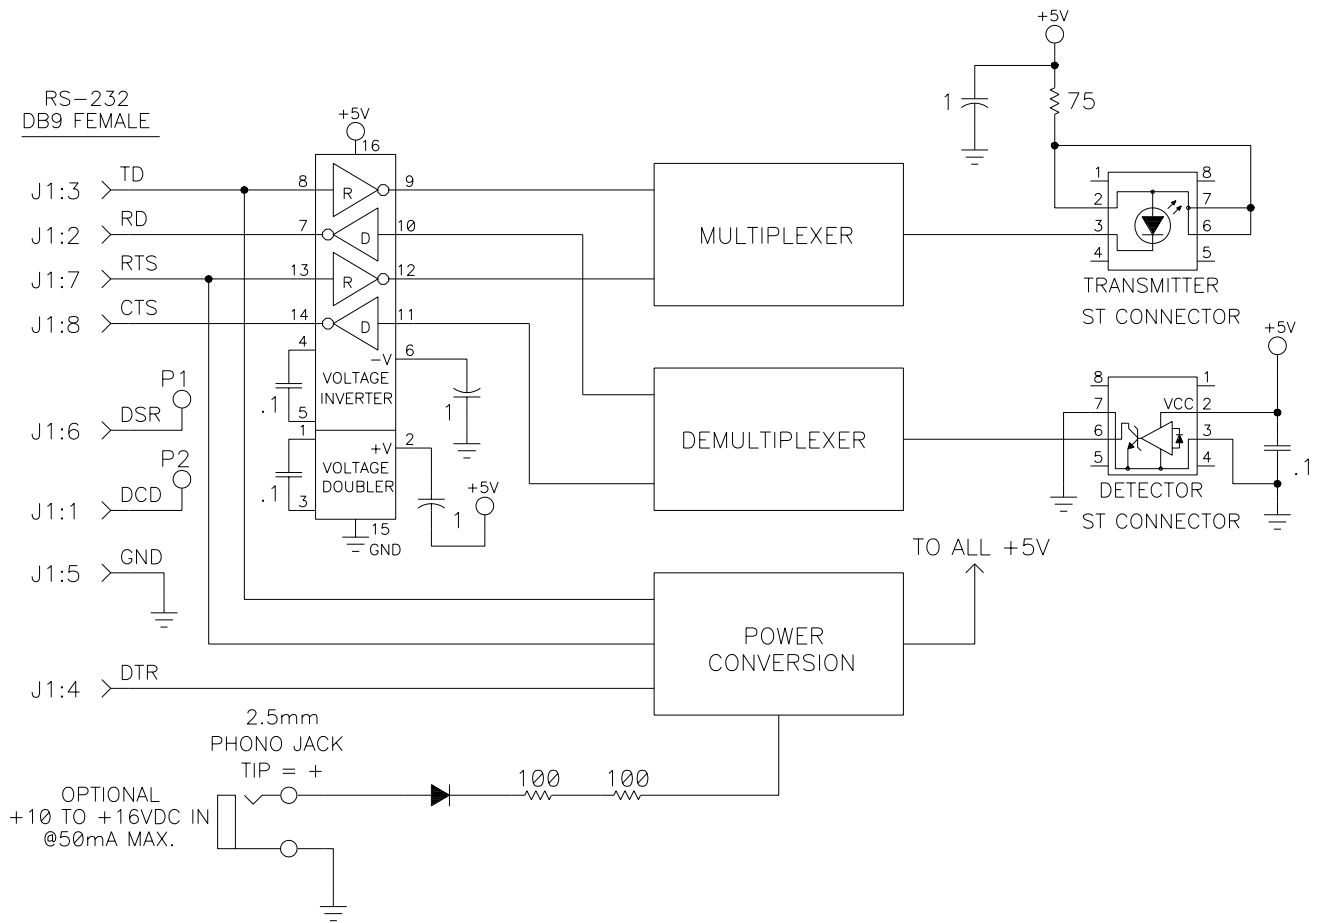 RS-232
DB9 FEMALE
J1:3
TD
J1:2
RD
J1:7
RTS
J1:8
CTS
P1
J1:6
DSR
P2
J1:1
DCD
J1:5
GND
J1:4
DTR
+5V
16
8
R
9
7
D
10
13
R
12
14
D
11
4
-V
6
VOLTAGE
INVERTER
.1
5
1
1
+V
2
VOLTAGE
DOUBLER
.1
3
1
+5V
15
GND
MULTIPLEXER
DEMULTIPLEXER
POWER
CONVERSION
TO ALL +5V
+5V
1
75
1
8
2
7
3
6
4
5
TRANSMITTER
ST CONNECTOR
+5V
8
1
7
VCC
2
6
3
5
4
.1
DETECTOR
ST CONNECTOR
2.5mm
PHONO JACK
TIP = +
OPTIONAL
+10 TO +16VDC IN
@50mA MAX.
100
100